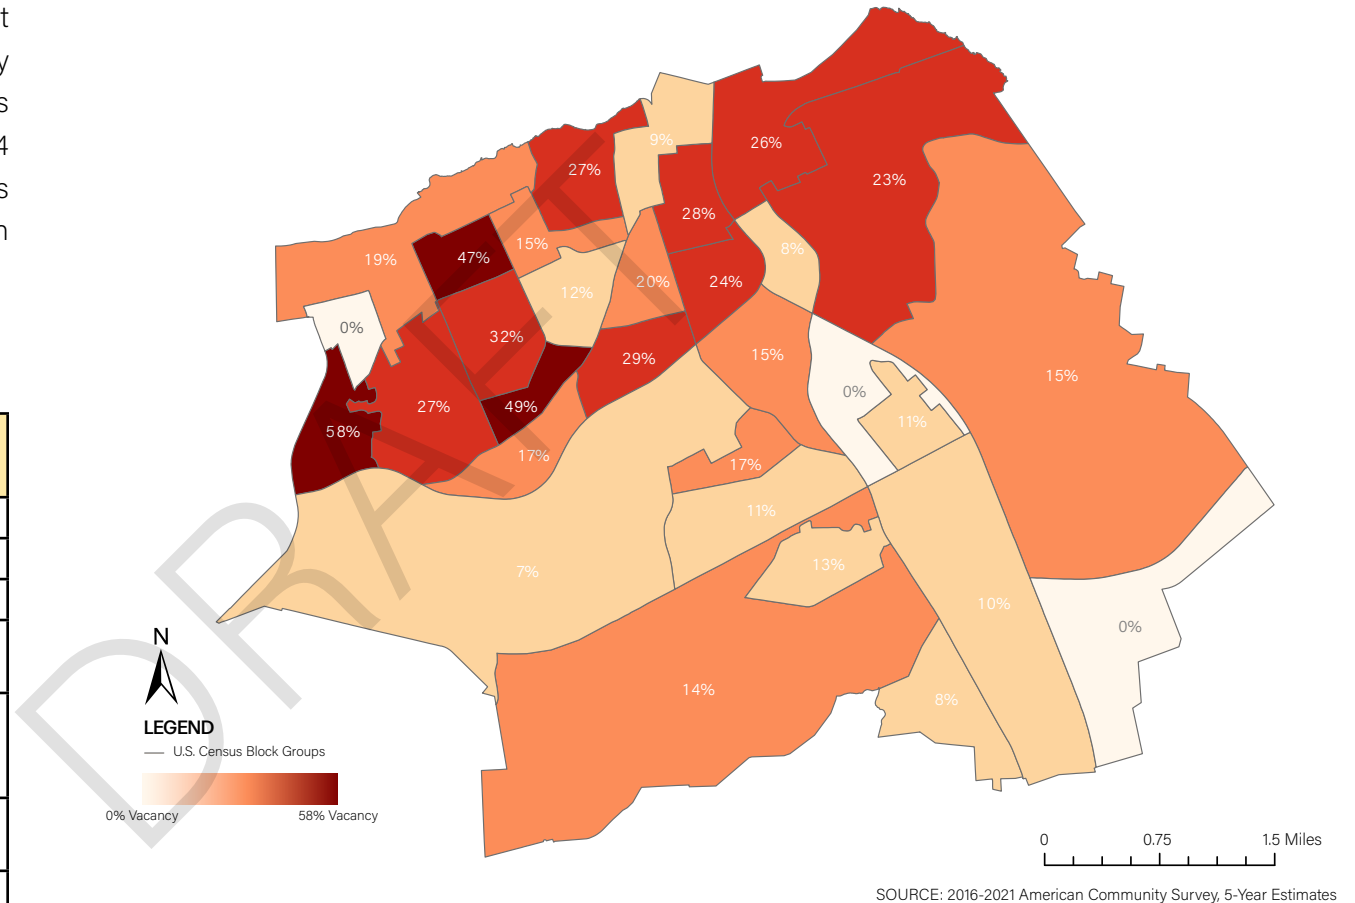 t
y
s
4
s
n
9%
26%
27%
23%
28%
15%
8%
47%
19%
20%
24%
12%
0%
32%
29%
15%
15%
0%
49%
27%
11%
58%
17%
17%
11%
13%
7%
10%
0%
14%
8%
DRAFT
N
LEGEND
U.S. Census Block Groups
0% Vacancy 58% Vacancy
0 0.75 1.5 Miles
SOURCE: 2016-2021 American Community Survey, 5-Year Estimates